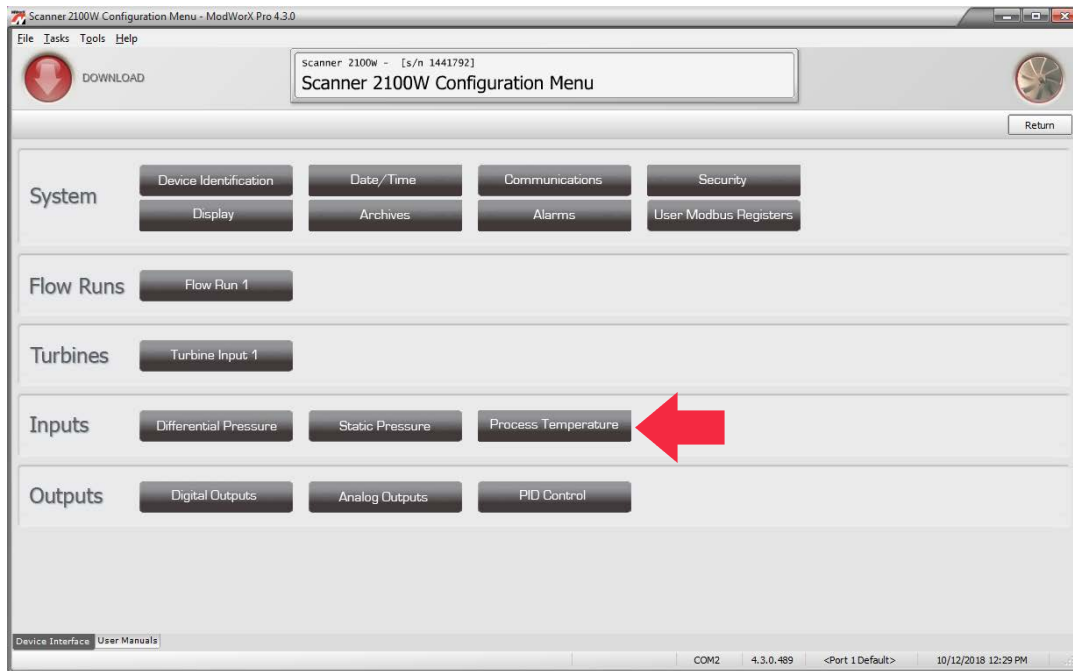 Scanner 2100W Configuration Menu - ModWorX Pro 4.3.0
File Tasks Tools Help
DOWNLOAD
Scanner 2100W - [s/n 1441792]
Scanner 2100W Configuration Menu
Return
System
Device Identification Date/Time Communications Security
Display Archives Alarms User Modbus Registers
Flow Runs Flow Run 1
Turbines Turbine Input 1
Inputs Differential Pressure Static Pressure Process Temperature
Outputs Digital Outputs Analog Outputs PID Control
Device Interface User Manuals
COM2 4.3.0.489 <Port 1 Default> 10/12/2018 12:29 PM